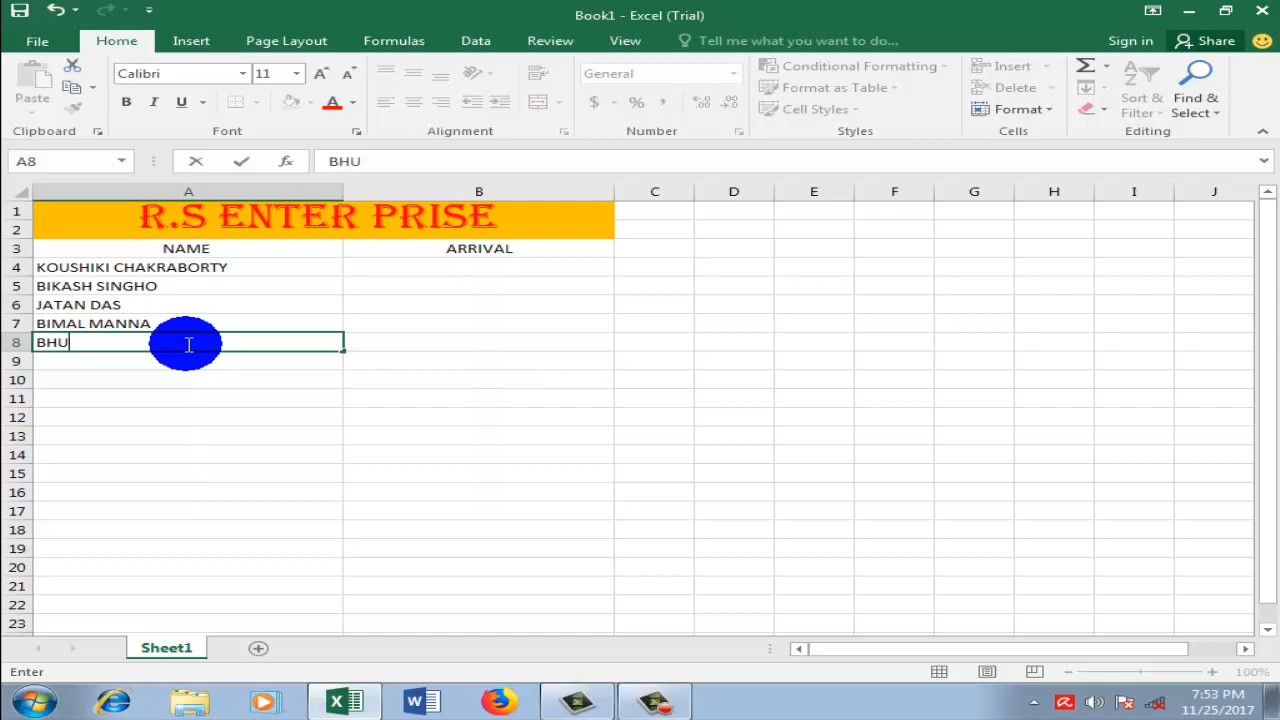 Book1 - Excel (Trial)
File Home Insert Page Layout Formulas Data Review View Tell me what you want to do... Sign in Share
Paste Calibri 11 A A General Conditional Formatting Insert Σ
B I U A $ % , Format as Table Delete Sort & Filter Find & Select
Cell Styles Format
Clipboard Font Alignment Number Styles Cells Editing
A8 fx BHU
A B C D E F G H I J
1 R.S ENTER PRISE
2
3 NAME ARRIVAL
4 KOUSHIKI CHAKRABORTY
5 BIKASH SINGHO
6 JATAN DAS
7 BIMAL MANNA
8 BHU
9
10
11
12
13
14
15
16
17
18
19
20
21
22
23
Sheet1
Enter 100%
7:53 PM
11/25/2017